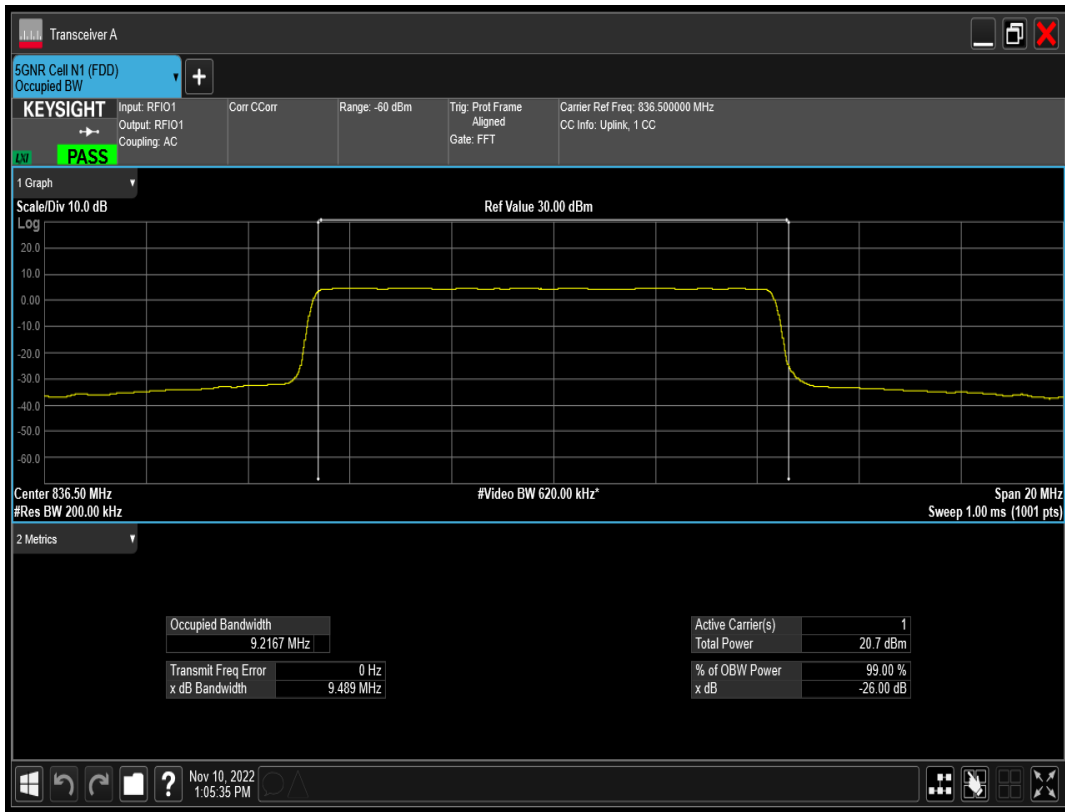 Transceiver A
5GNR Cell N1 (FDD)
Occupied BW
KEYSIGHT
LXI
PASS
Input: RFIO1
Output: RFIO1
Coupling: AC
Corr CCorr
Range: -60 dBm
Trig: Prot Frame
Aligned
Gate: FFT
Carrier Ref Freq: 836.500000 MHz
CC Info: Uplink, 1 CC
1 Graph
Scale/Div 10.0 dB
Ref Value 30.00 dBm
Log
20.0
10.0
0.00
-10.0
-20.0
-30.0
-40.0
-50.0
-60.0
Center 836.50 MHz
#Video BW 620.00 kHz*
Span 20 MHz
#Res BW 200.00 kHz
Sweep 1.00 ms (1001 pts)
2 Metrics
Occupied Bandwidth
9.2167 MHz
Transmit Freq Error 0 Hz
x dB Bandwidth 9.489 MHz
Active Carrier(s) 1
Total Power 20.7 dBm
% of OBW Power 99.00 %
x dB -26.00 dB
?
Nov 10, 2022
1:05:35 PM